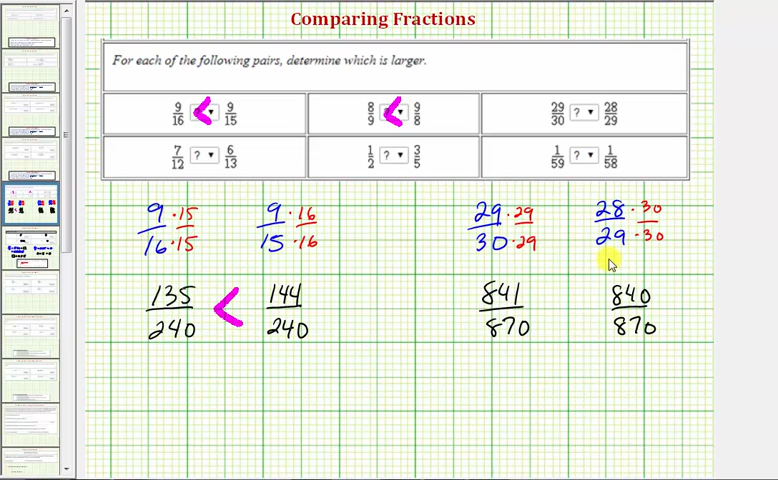 Comparing Fractions
For each of the following pairs, determine which is larger.
9/16 < 9/15 8/9 < 9/8 29/30 ? 28/29
7/12 ? 6/13 1/2 ? 3/5 1/59 ? 1/58
9/16 · 15/15 9/15 · 16/16 29/30 · 29/29 28/29 · 30/30
135/240 < 144/240 841/870 840/870